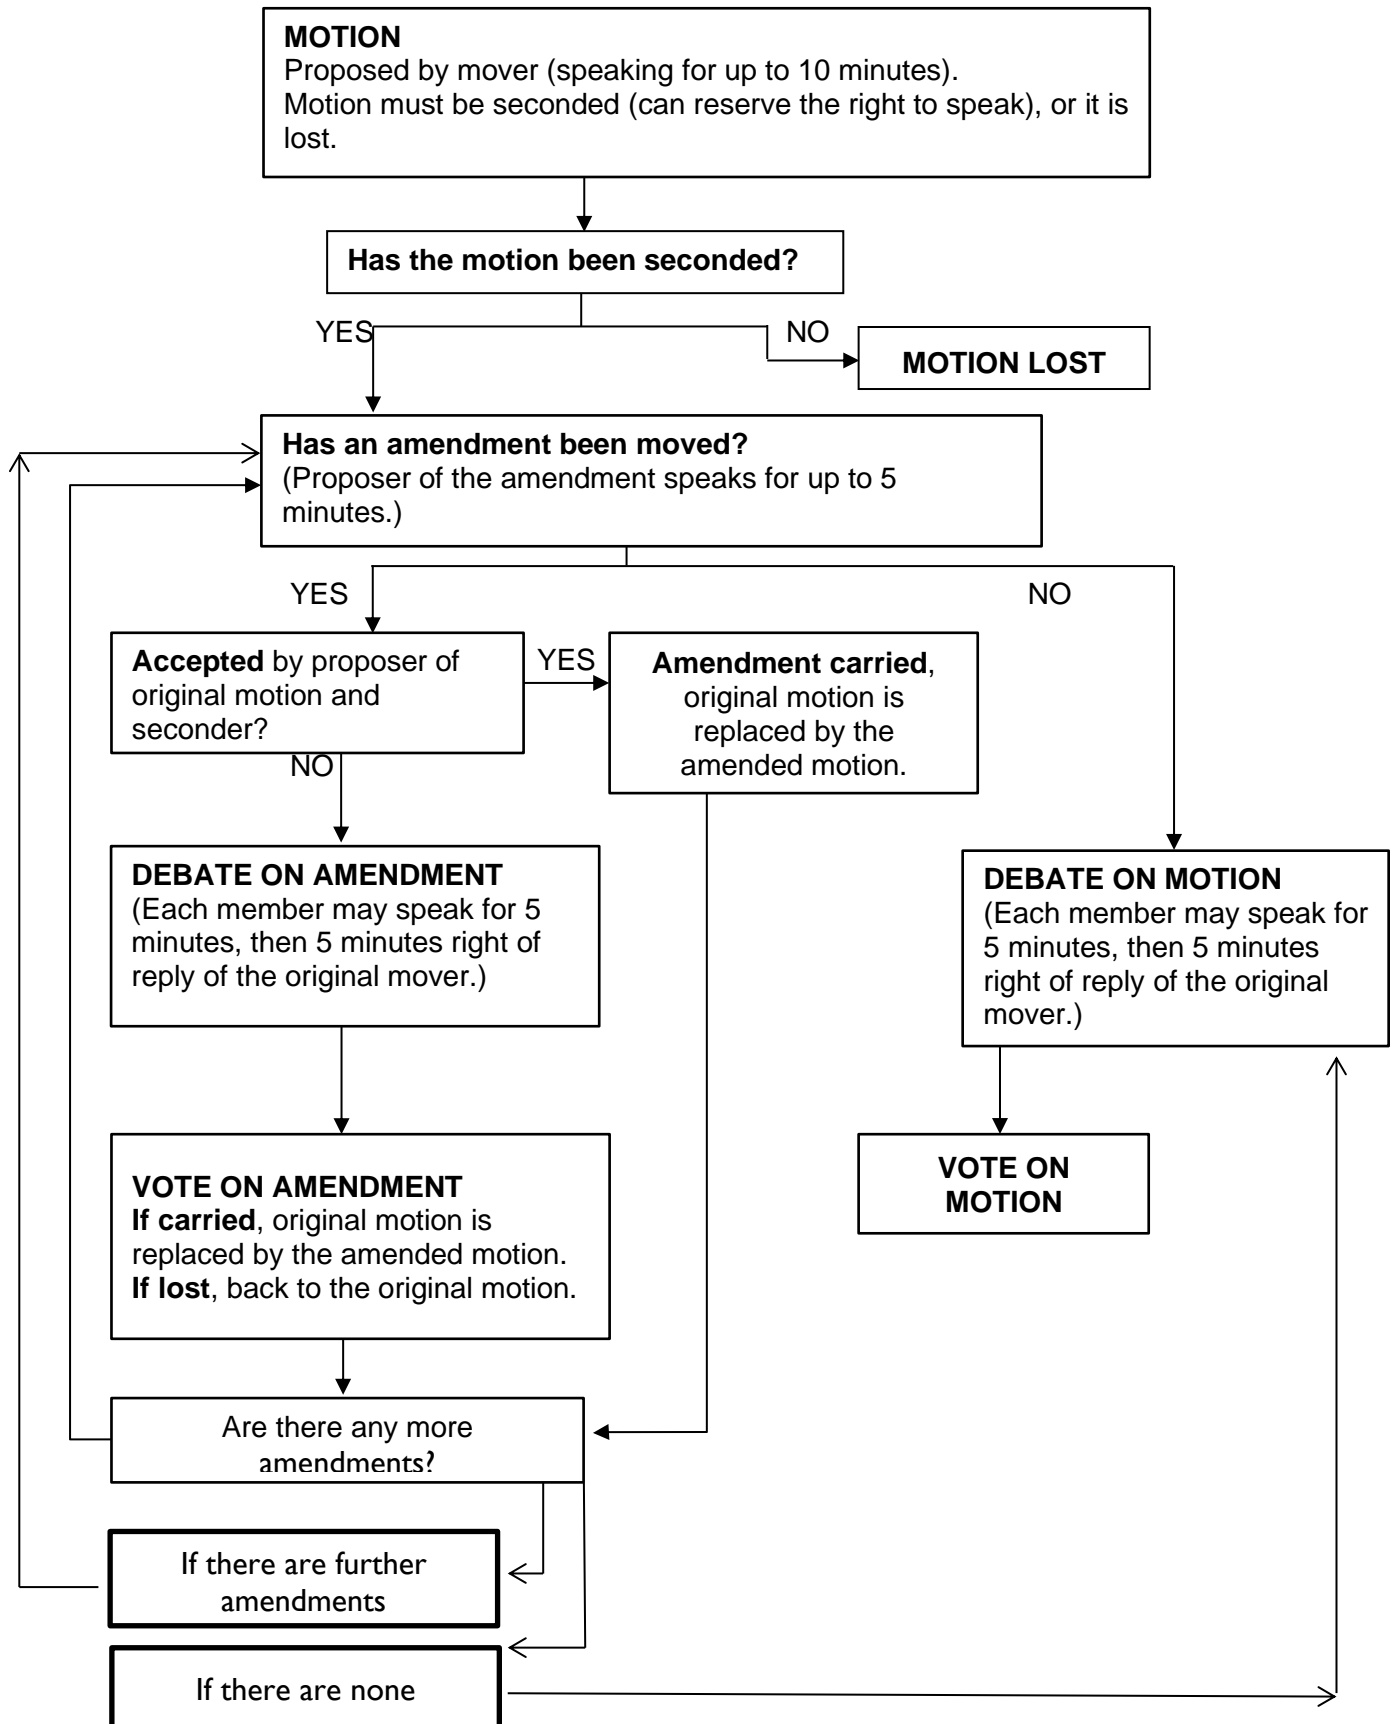 MOTION
Proposed by mover (speaking for up to 10 minutes).
Motion must be seconded (can reserve the right to speak), or it is
lost.
Has the motion been seconded?
YES
NO
MOTION LOST
Has an amendment been moved?
(Proposer of the amendment speaks for up to 5
minutes.)
YES
NO
Accepted by proposer of
original motion and
seconder?
YES
Amendment carried,
original motion is
replaced by the
amended motion.
NO
DEBATE ON AMENDMENT
(Each member may speak for 5
minutes, then 5 minutes right of
reply of the original mover.)
DEBATE ON MOTION
(Each member may speak for
5 minutes, then 5 minutes
right of reply of the original
mover.)
VOTE ON AMENDMENT
If carried, original motion is
replaced by the amended motion.
If lost, back to the original motion.
VOTE ON
MOTION
Are there any more
amendments?
If there are further
amendments
If there are none